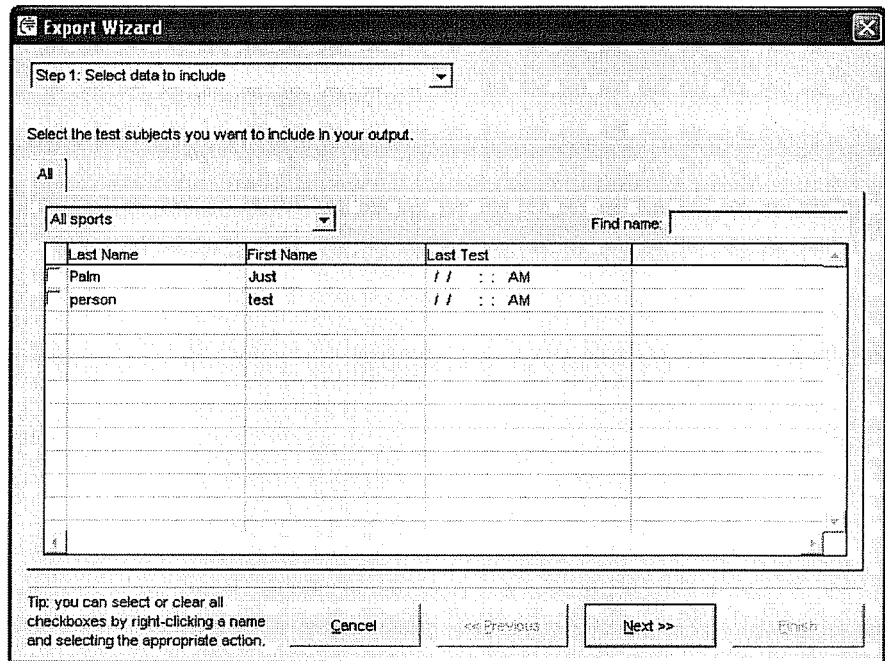 Export Wizard
Step 1: Select data to include
Select the test subjects you want to include in your output.
All
All sports
Find name:
Last Name First Name Last Test
Palm Just / / : : AM
person test / / : : AM
Tip: you can select or clear all
checkboxes by right-clicking a name
and selecting the appropriate action.
Cancel << Previous Next >> Finish